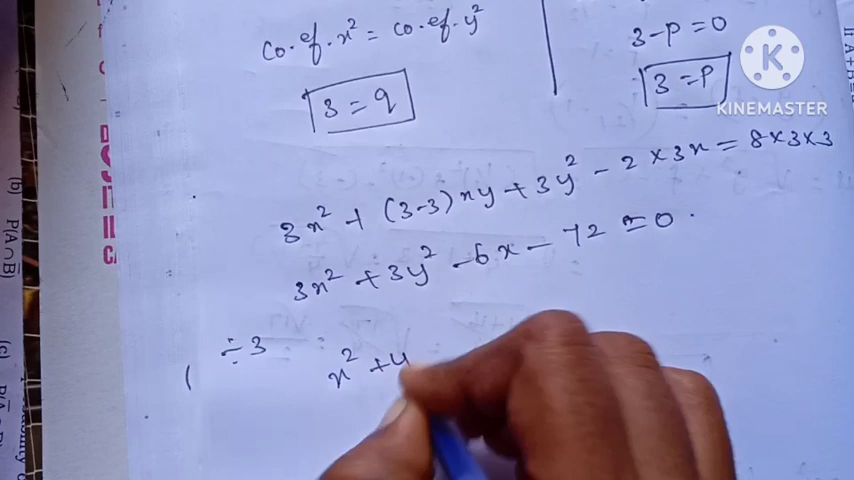 co.ef.x² = co.ef.y²
3 = q
3-p=0
3 =p
3x² + (3-3)xy + 3y² - 2×3x = 8×3×3
3x² + 3y² - 6x - 72 = 0.
( ÷3 x² + y
KINEMASTER
If A+B=
(b) P(A∩B̄)
(c)